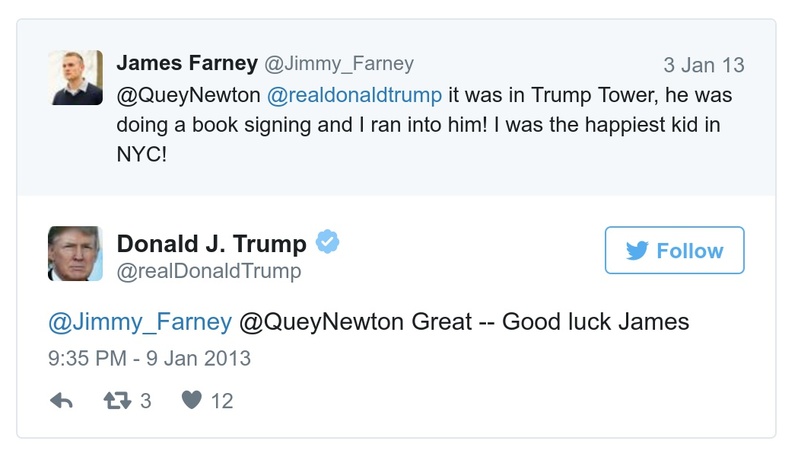 James Farney @Jimmy_Farney 3 Jan 13
@QueyNewton @realdonaldtrump it was in Trump Tower, he was
doing a book signing and I ran into him! I was the happiest kid in
NYC!
Donald J. Trump
@realDonaldTrump
Follow
@Jimmy_Farney @QueyNewton Great -- Good luck James
9:35 PM - 9 Jan 2013
3 12